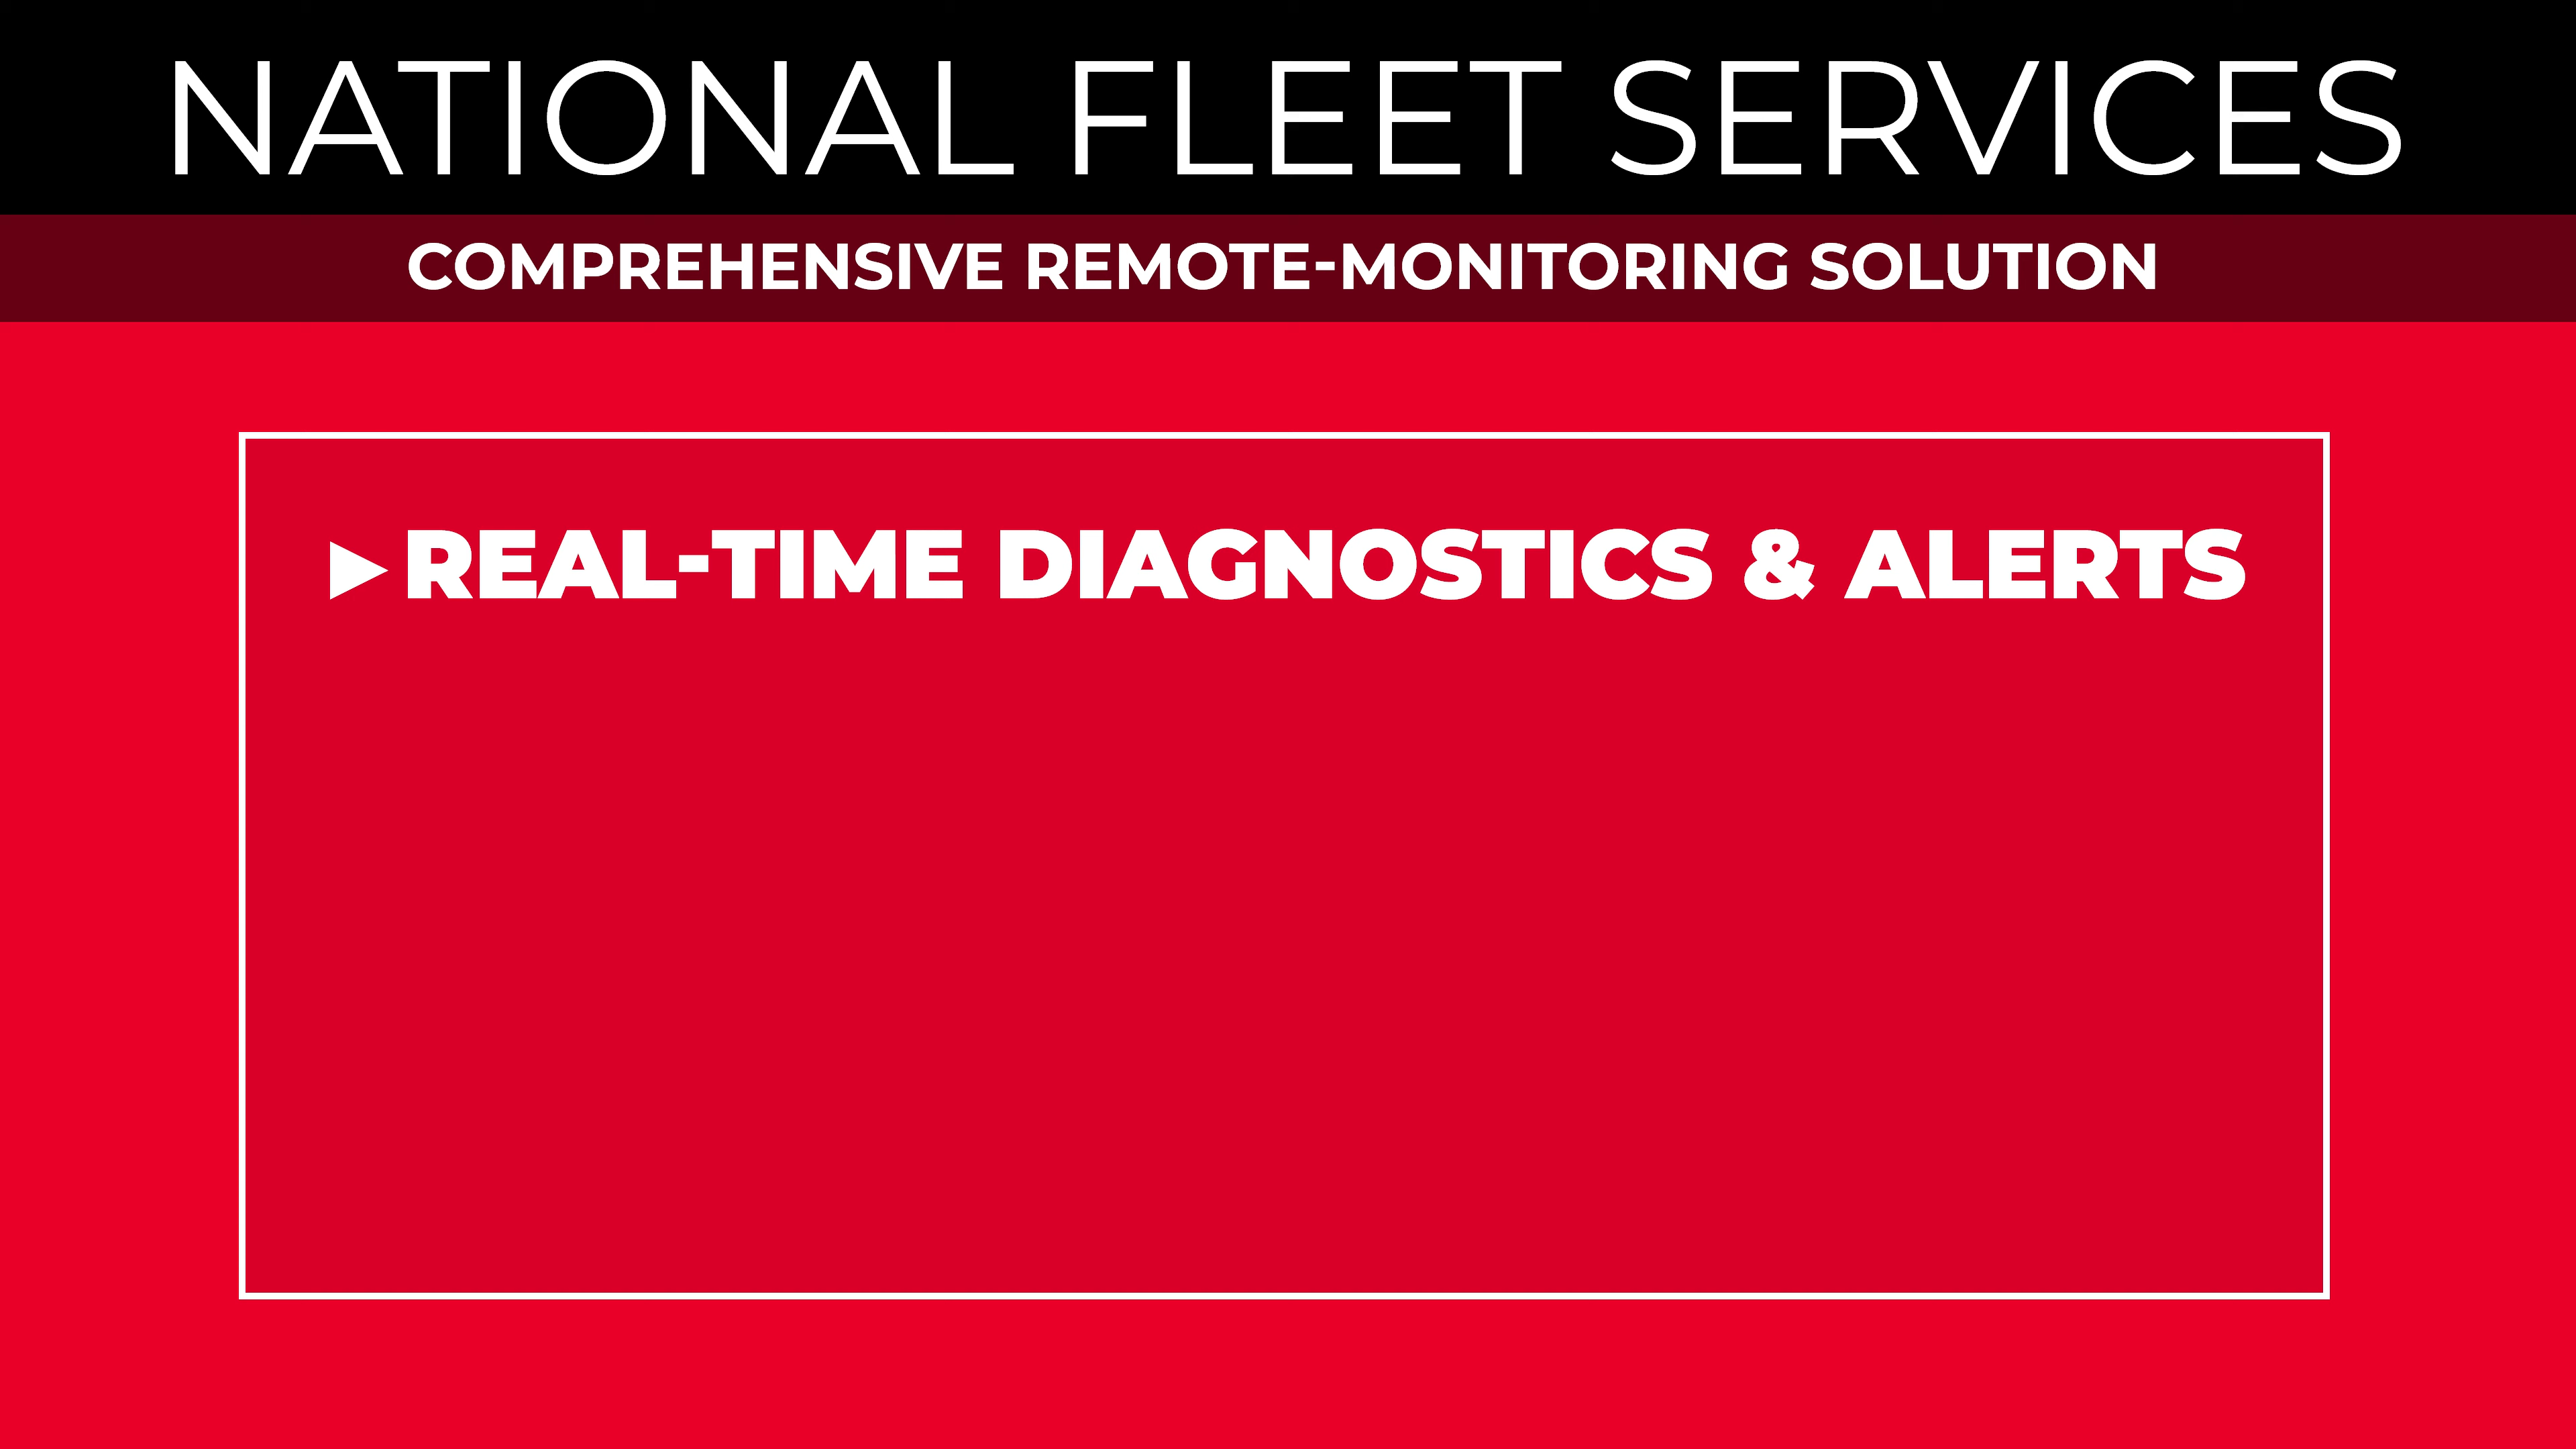 NATIONAL FLEET SERVICES
COMPREHENSIVE REMOTE-MONITORING SOLUTION
▶REAL-TIME DIAGNOSTICS & ALERTS